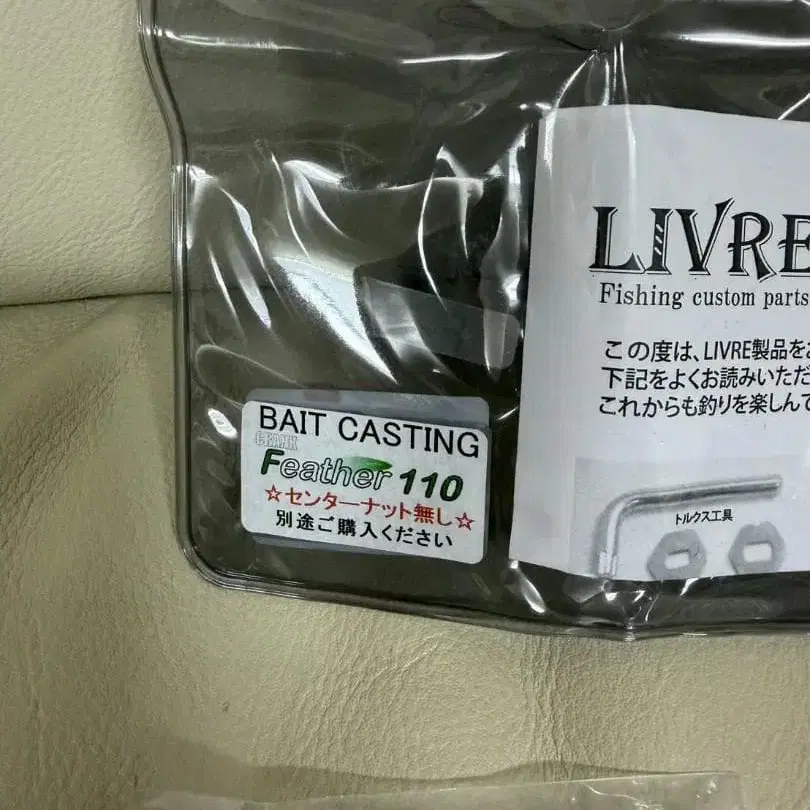 LIVRE
Fishing custom parts
この度は、LIVRE製品をお
下記をよくお読みいただ
これからも釣りを楽しんで
トルクス工具
BAIT CASTING
CRANK
Feather 110
☆センターナット無し☆
別途ご購入ください